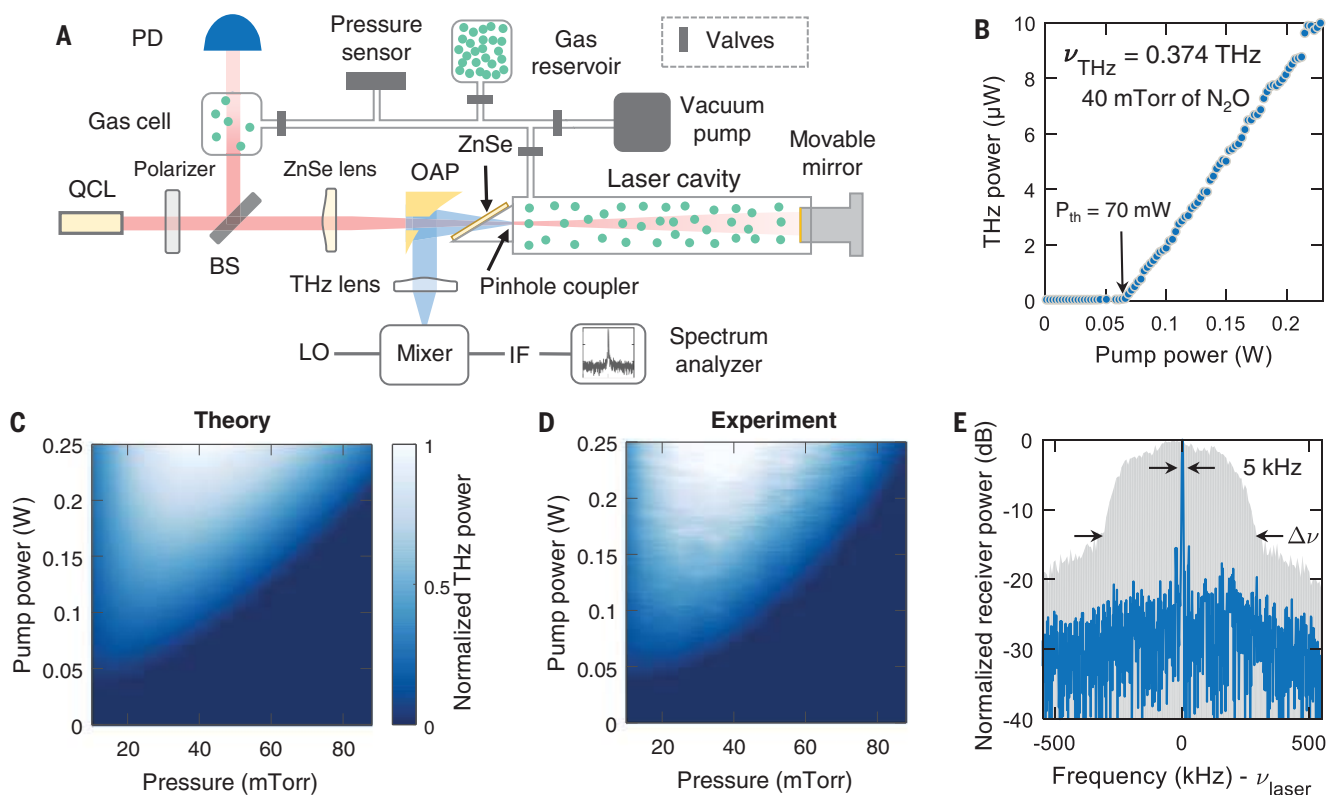 A
PD
Pressure
sensor
Gas
reservoir
Valves
Gas cell
Vacuum
pump
ZnSe
Movable
mirror
Polarizer
ZnSe lens
OAP
Laser cavity
QCL
BS
THz lens
Pinhole coupler
LO
Mixer
IF
Spectrum
analyzer
B
10
8
6
4
2
0
THz power (µW)
ν_THz = 0.374 THz
40 mTorr of N₂O
P_th = 70 mW
0
0.05
0.1
0.15
0.2
Pump power (W)
C
Theory
0.25
0.2
0.15
0.1
0.05
0
Pump power (W)
20
40
60
80
Pressure (mTorr)
1
0.5
0
Normalized THz power
D
Experiment
0.25
0.2
0.15
0.1
0.05
0
Pump power (W)
20
40
60
80
Pressure (mTorr)
E
0
-10
-20
-30
-40
Normalized receiver power (dB)
5 kHz
Δν
-500
0
500
Frequency (kHz) - ν_laser